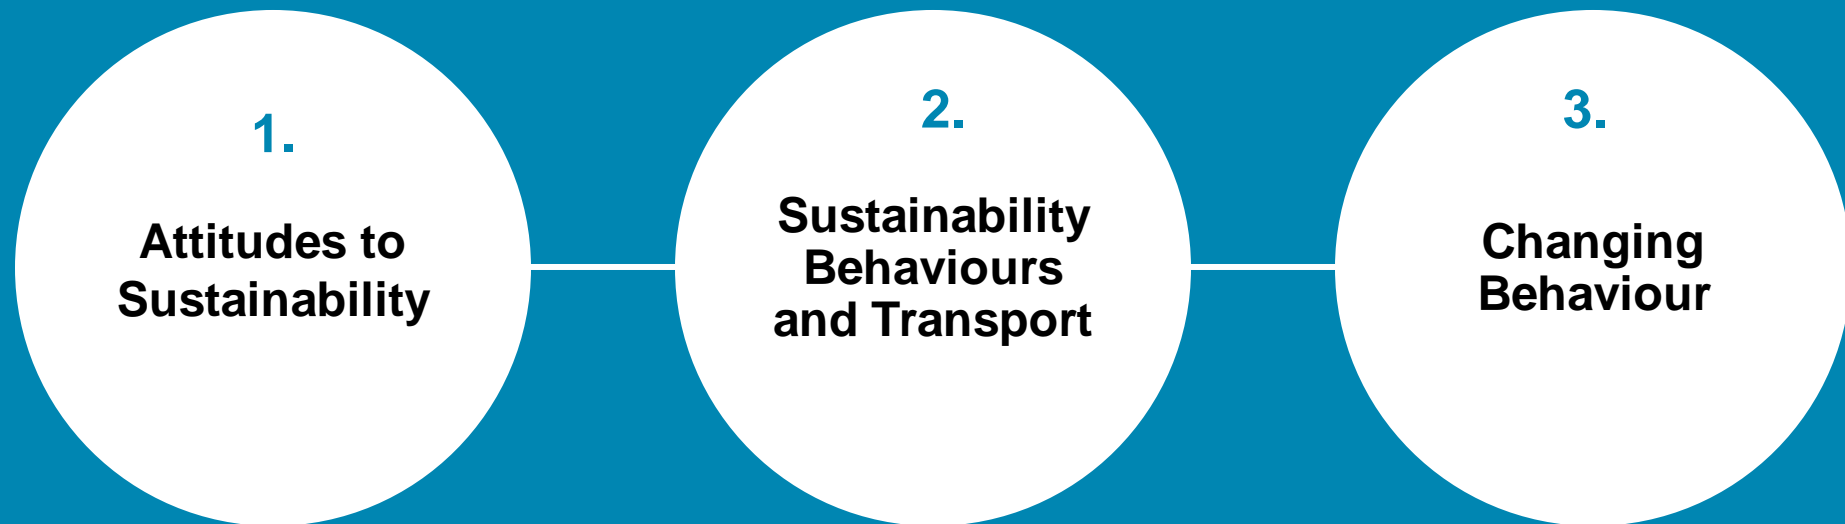 1.
Attitudes to
Sustainability
2.
Sustainability
Behaviours
and Transport
3.
Changing
Behaviour